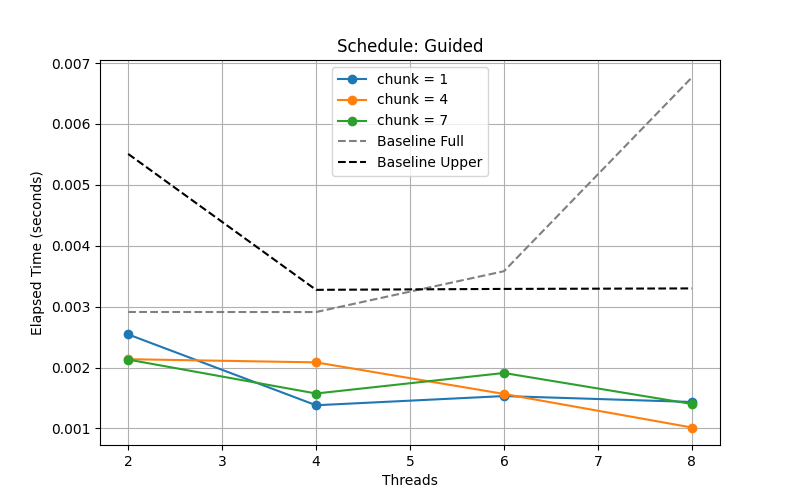 Schedule: Guided
0.007
0.006
0.005
0.004
0.003
0.002
0.001
Elapsed Time (seconds)
chunk = 1
chunk = 4
chunk = 7
Baseline Full
Baseline Upper
2 3 4 5 6 7 8
Threads